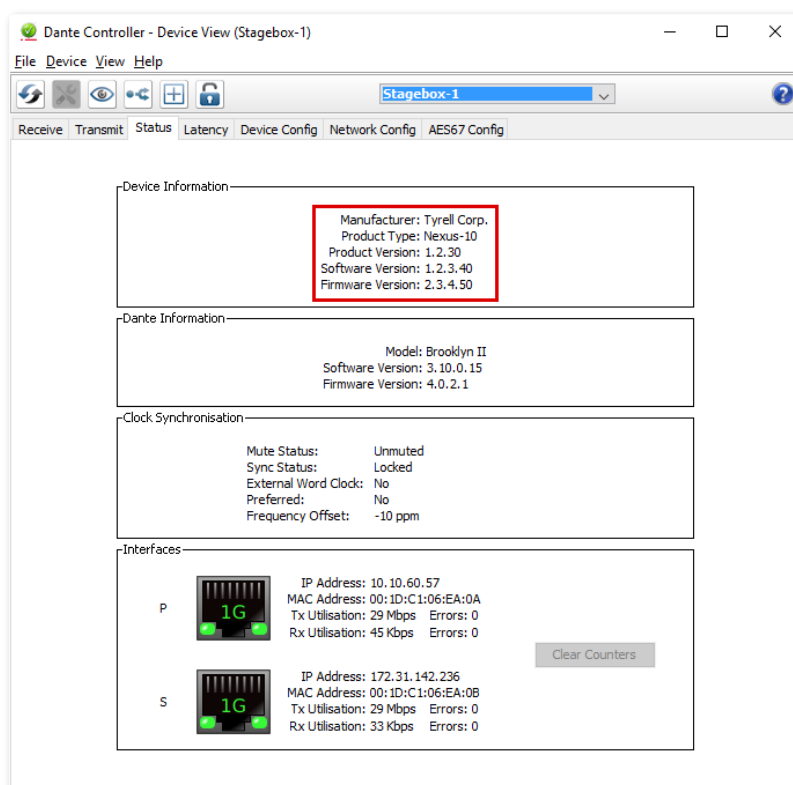 Dante Controller - Device View (Stagebox-1)
File Device View Help
Stagebox-1
Receive Transmit Status Latency Device Config Network Config AES67 Config
Device Information
Manufacturer: Tyrell Corp.
Product Type: Nexus-10
Product Version: 1.2.30
Software Version: 1.2.3.40
Firmware Version: 2.3.4.50
Dante Information
Model: Brooklyn II
Software Version: 3.10.0.15
Firmware Version: 4.0.2.1
Clock Synchronisation
Mute Status: Unmuted
Sync Status: Locked
External Word Clock: No
Preferred: No
Frequency Offset: -10 ppm
Interfaces
P
1G
IP Address: 10.10.60.57
MAC Address: 00:1D:C1:06:EA:0A
Tx Utilisation: 29 Mbps Errors: 0
Rx Utilisation: 45 Kbps Errors: 0
Clear Counters
S
1G
IP Address: 172.31.142.236
MAC Address: 00:1D:C1:06:EA:0B
Tx Utilisation: 29 Mbps Errors: 0
Rx Utilisation: 33 Kbps Errors: 0